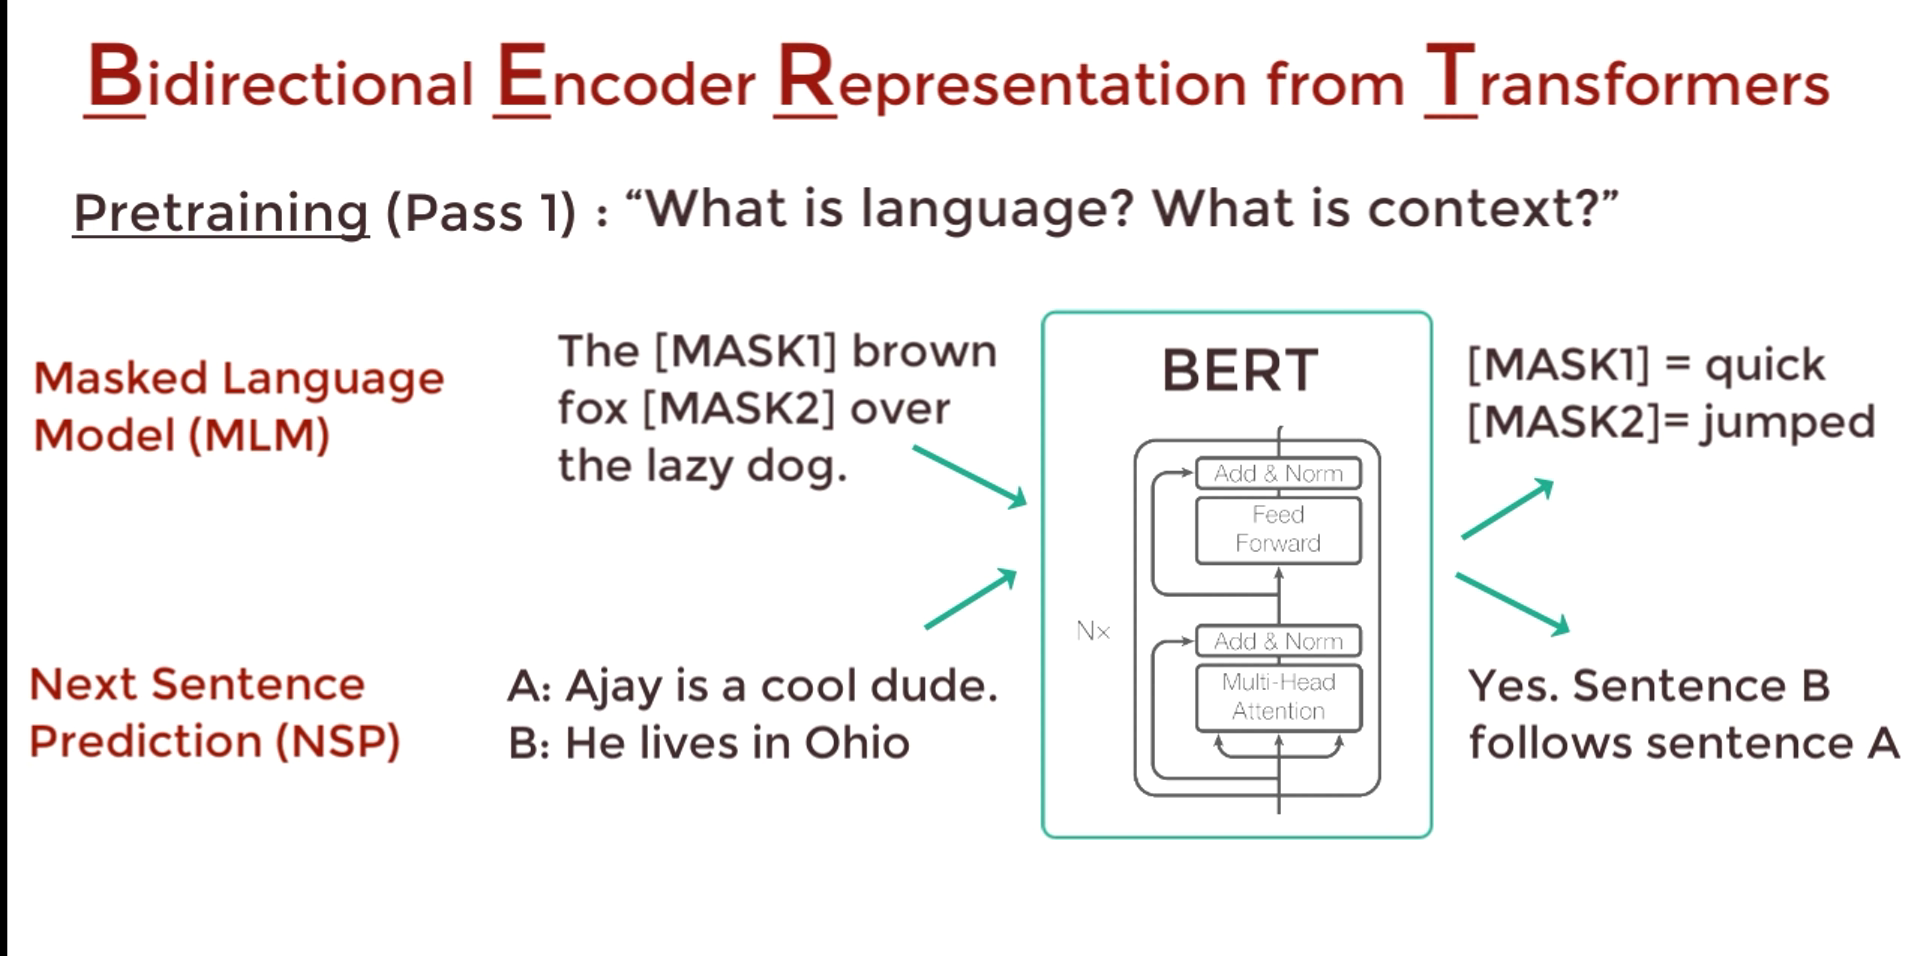 Bidirectional Encoder Representation from Transformers
Pretraining (Pass 1) : “What is language? What is context?”
Masked Language
Model (MLM)
The [MASK1] brown
fox [MASK2] over
the lazy dog.
BERT
Add & Norm
Feed
Forward
Nx
Add & Norm
Multi-Head
Attention
[MASK1] = quick
[MASK2]= jumped
Next Sentence
Prediction (NSP)
A: Ajay is a cool dude.
B: He lives in Ohio
Yes. Sentence B
follows sentence A